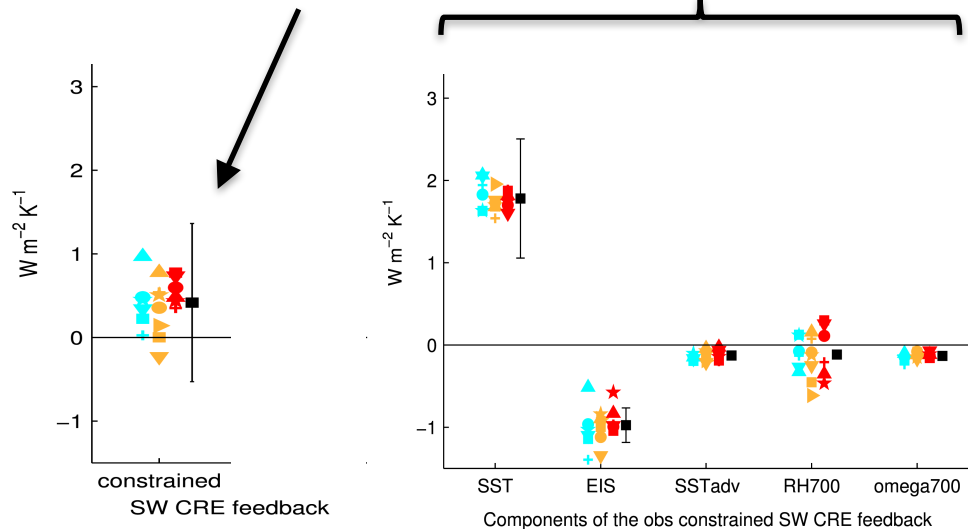 3
2
1
0
−1
W m⁻² K⁻¹
constrained
SW CRE feedback
3
2
1
0
−1
W m⁻² K⁻¹
SST EIS SSTadv RH700 omega700
Components of the obs constrained SW CRE feedback